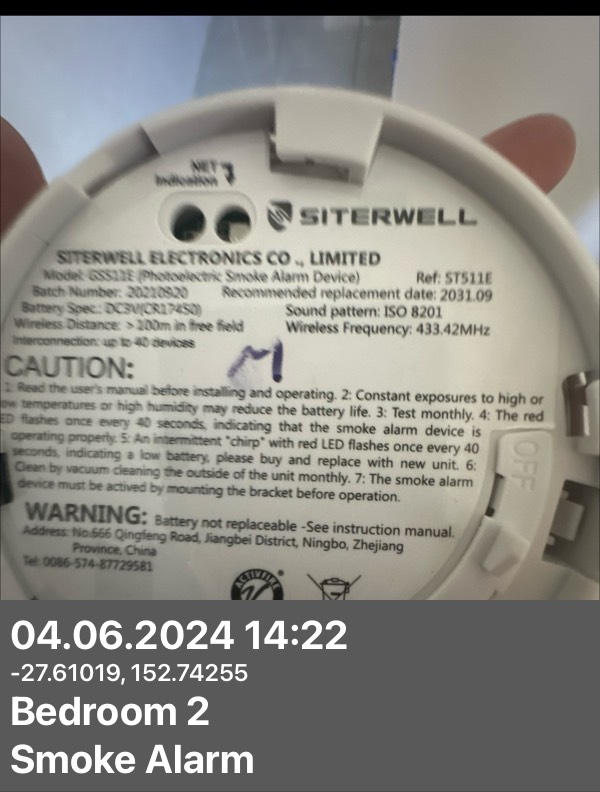 NET
Indication
SITERWELL
SITERWELL ELECTRONICS CO ., LIMITED
Model: GS511E (Photoelectric Smoke Alarm Device) Ref: ST511E
Batch Number: 20210920 Recommended replacement date: 2031.09
Battery Spec.: DC3V(CR17450) Sound pattern: ISO 8201
Wireless Distance: > 100m in free field Wireless Frequency: 433.42MHz
Interconnection: up to 40 devices
M
CAUTION:
1: Read the user's manual before installing and operating. 2: Constant exposures to high or
low temperatures or high humidity may reduce the battery life. 3: Test monthly. 4: The red
LED flashes once every 40 seconds, indicating that the smoke alarm device is
operating properly. 5: An intermittent "chirp" with red LED flashes once every 40
seconds, indicating a low battery, please buy and replace with new unit. 6:
Clean by vacuum cleaning the outside of the unit monthly. 7: The smoke alarm
device must be actived by mounting the bracket before operation.
OFF
WARNING: Battery not replaceable -See instruction manual.
Address: No.666 Qingfeng Road, Jiangbei District, Ningbo, Zhejiang
Province, China
Tel: 0086-574-87729581
ACTIVFIRE
04.06.2024 14:22
-27.61019, 152.74255
Bedroom 2
Smoke Alarm